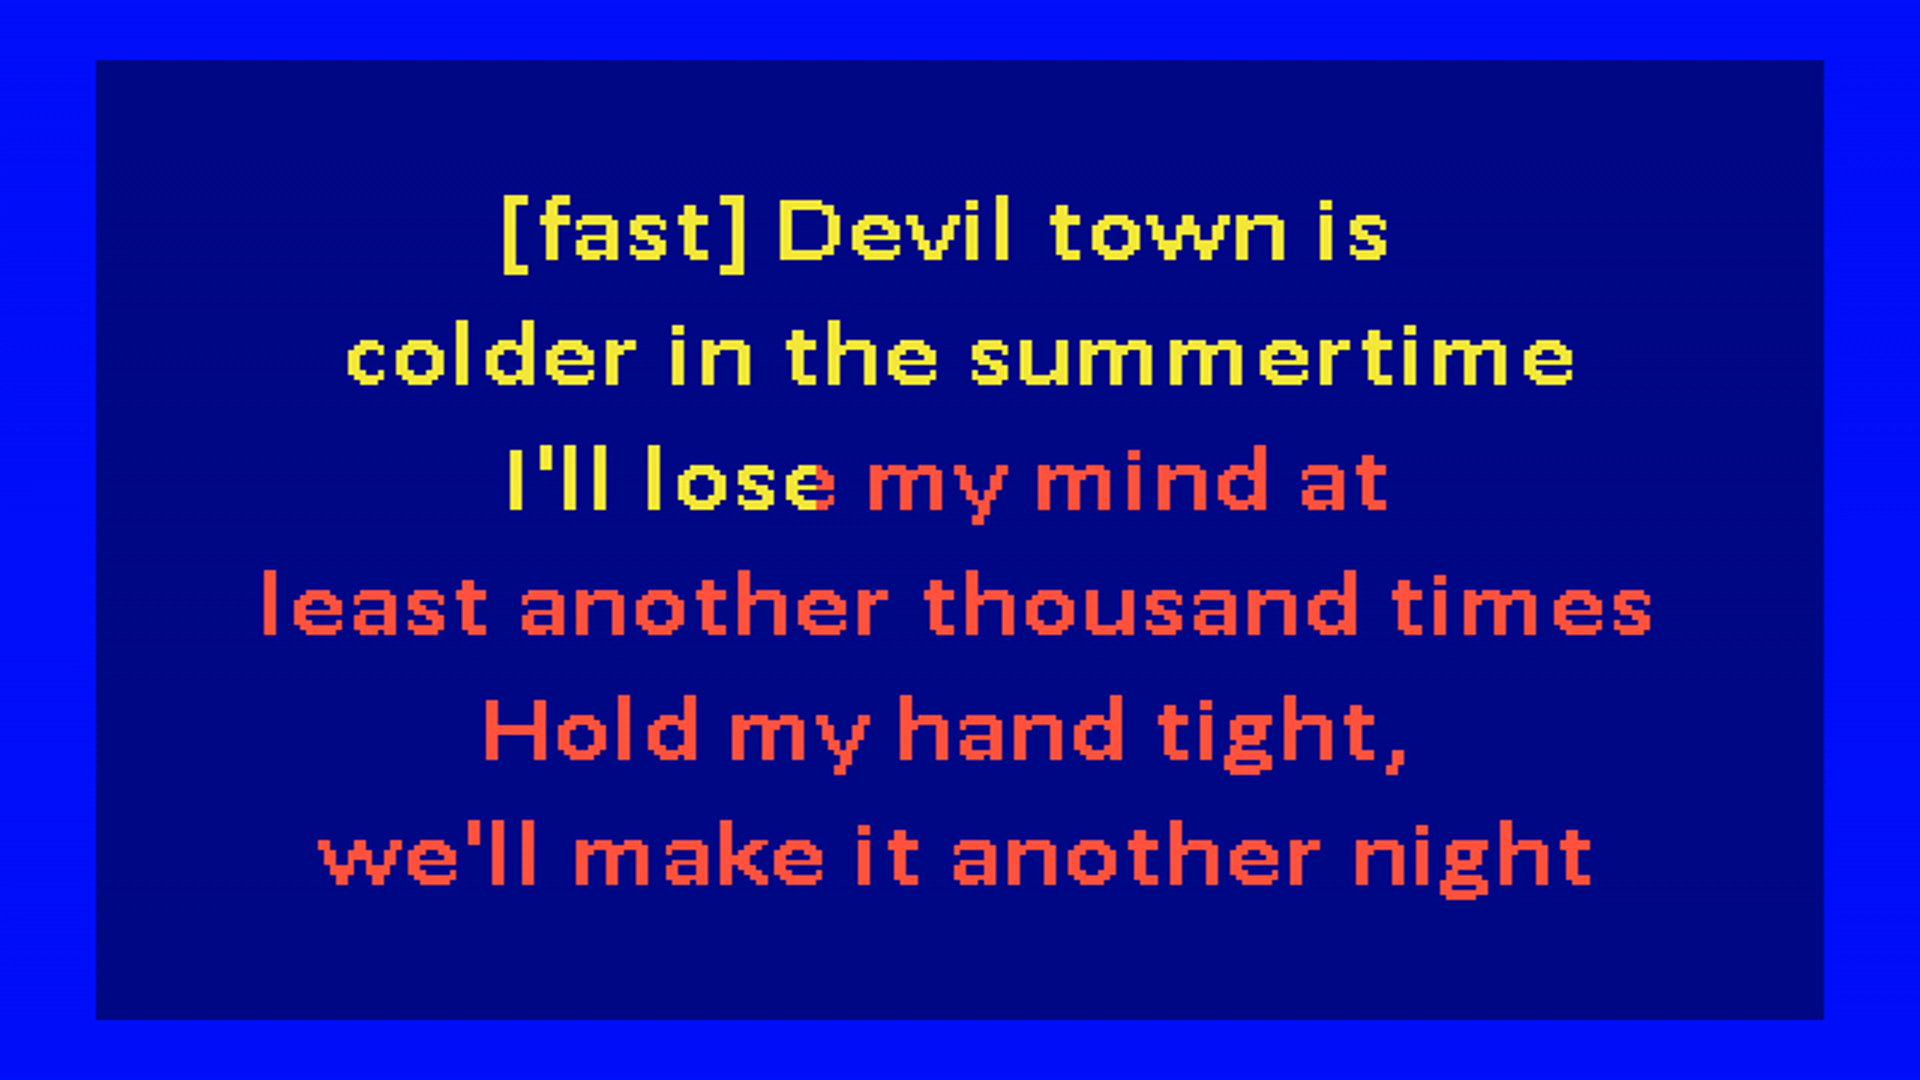 [fast] Devil town is
colder in the summertime
I'll lose my mind at
least another thousand times
Hold my hand tight,
we'll make it another night